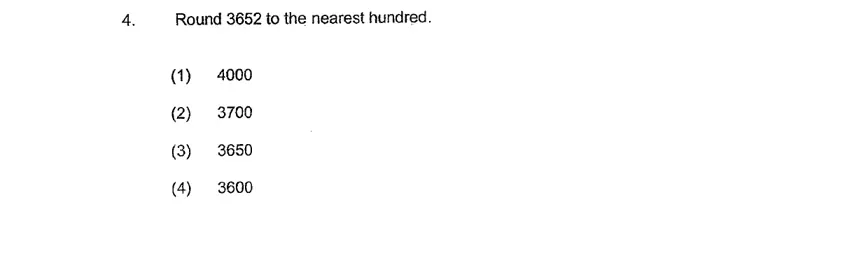 4. Round 3652 to the nearest hundred.
(1) 4000
(2) 3700
(3) 3650
(4) 3600